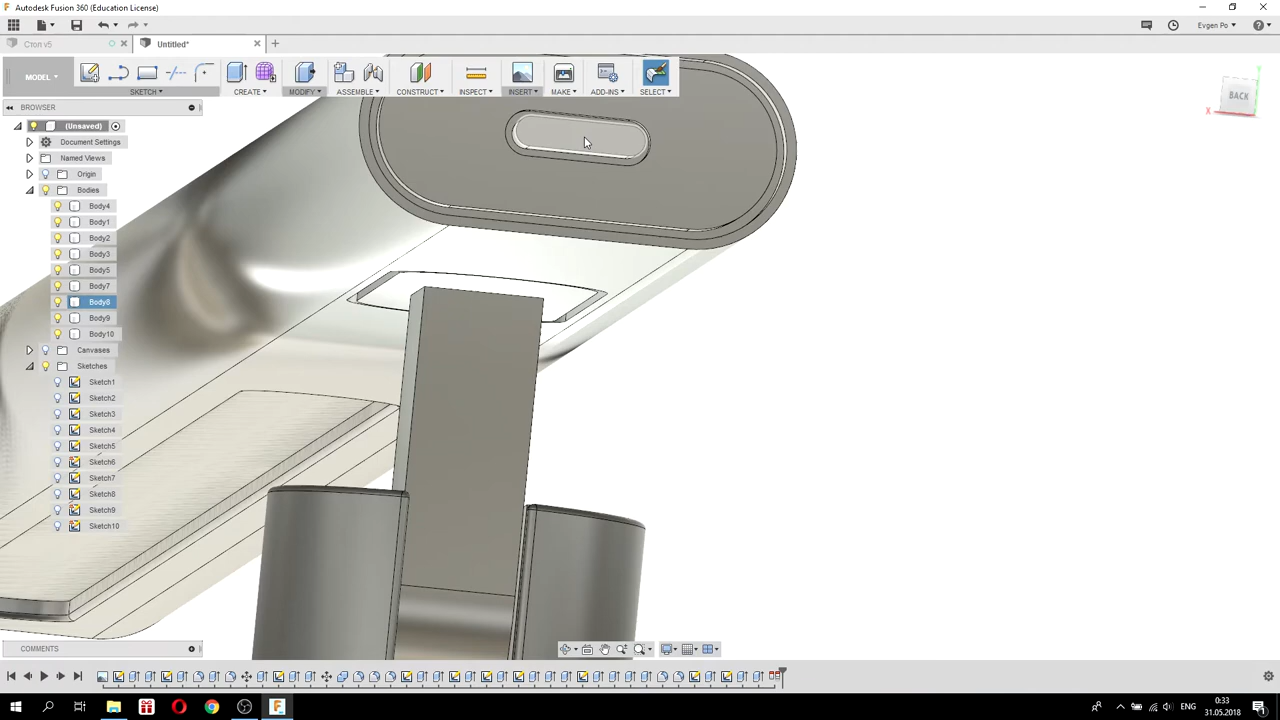 Autodesk Fusion 360 (Education License)
Evgen Po
Стол v5
Untitled*
MODEL
SKETCH
CREATE
MODIFY
ASSEMBLE
CONSTRUCT
INSPECT
INSERT
MAKE
ADD-INS
SELECT
BACK
X
BROWSER
(Unsaved)
Document Settings
Named Views
Origin
Bodies
Body4
Body1
Body2
Body3
Body5
Body7
Body8
Body9
Body10
Canvases
Sketches
Sketch1
Sketch2
Sketch3
Sketch4
Sketch5
Sketch6
Sketch7
Sketch8
Sketch9
Sketch10
COMMENTS
ENG
0:33
31.05.2018